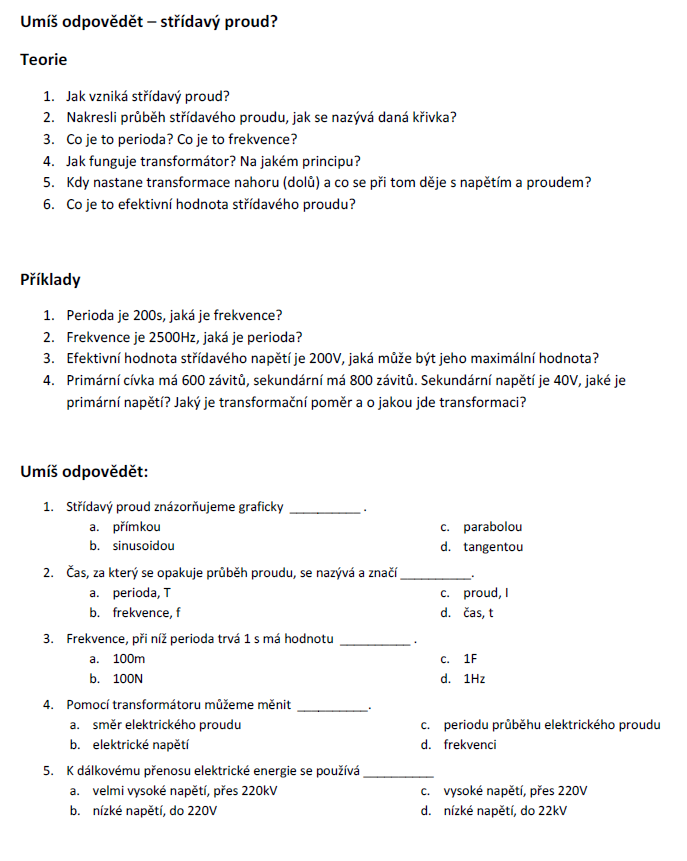 Umíš odpovědět – střídavý proud?
Teorie
1. Jak vzniká střídavý proud?
2. Nakresli průběh střídavého proudu, jak se nazývá daná křivka?
3. Co je to perioda? Co je to frekvence?
4. Jak funguje transformátor? Na jakém principu?
5. Kdy nastane transformace nahoru (dolů) a co se při tom děje s napětím a proudem?
6. Co je to efektivní hodnota střídavého proudu?
Příklady
1. Perioda je 200s, jaká je frekvence?
2. Frekvence je 2500Hz, jaká je perioda?
3. Efektivní hodnota střídavého napětí je 200V, jaká může být jeho maximální hodnota?
4. Primární cívka má 600 závitů, sekundární má 800 závitů. Sekundární napětí je 40V, jaké je
primární napětí? Jaký je transformační poměr a o jakou jde transformaci?
Umíš odpovědět:
1. Střídavý proud znázorňujeme graficky __________ .
a. přímkou
b. sinusoidou
c. parabolou
d. tangentou
2. Čas, za který se opakuje průběh proudu, se nazývá a značí __________.
a. perioda, T
b. frekvence, f
c. proud, I
d. čas, t
3. Frekvence, při níž perioda trvá 1 s má hodnotu __________ .
a. 100m
b. 100N
c. 1F
d. 1Hz
4. Pomocí transformátoru můžeme měnit __________.
a. směr elektrického proudu
b. elektrické napětí
c. periodu průběhu elektrického proudu
d. frekvenci
5. K dálkovému přenosu elektrické energie se používá __________
a. velmi vysoké napětí, přes 220kV
b. nízké napětí, do 220V
c. vysoké napětí, přes 220V
d. nízké napětí, do 22kV